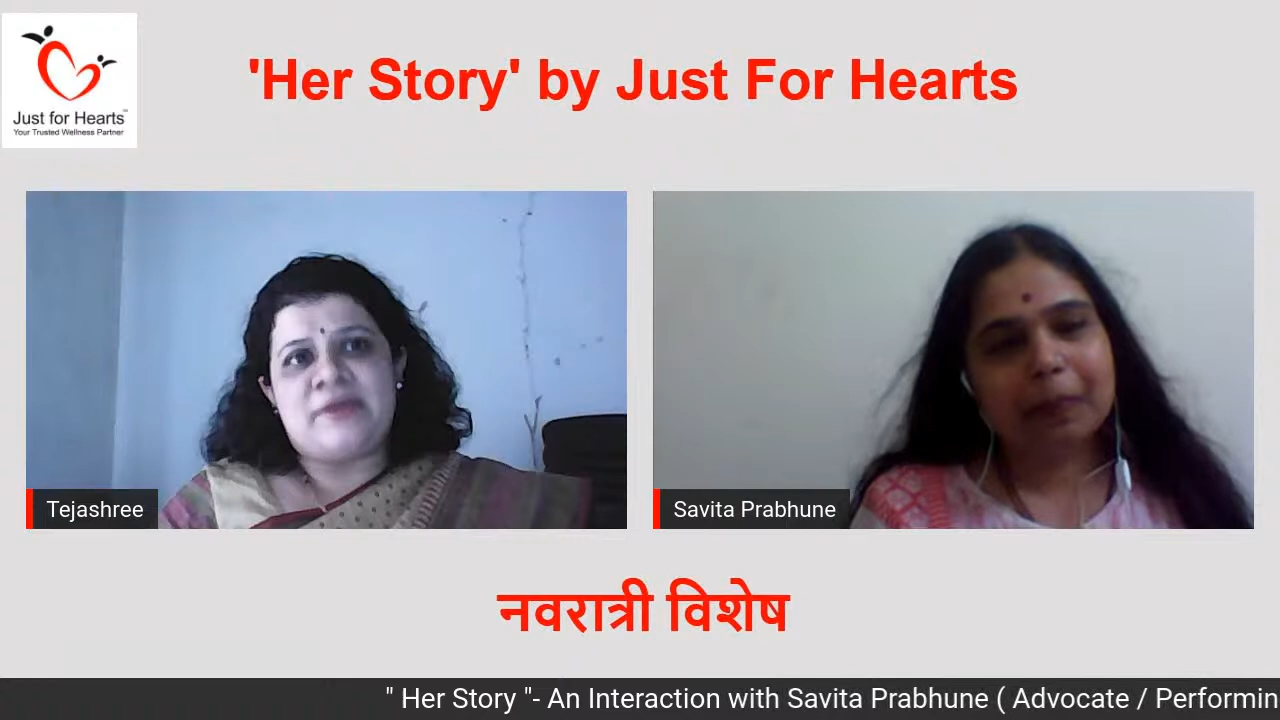 'Her Story' by Just For Hearts
Just for Hearts™
Your Trusted Wellness Partner
Tejashree
Savita Prabhune
नवरात्री विशेष
" Her Story "- An Interaction with Savita Prabhune ( Advocate / Performin